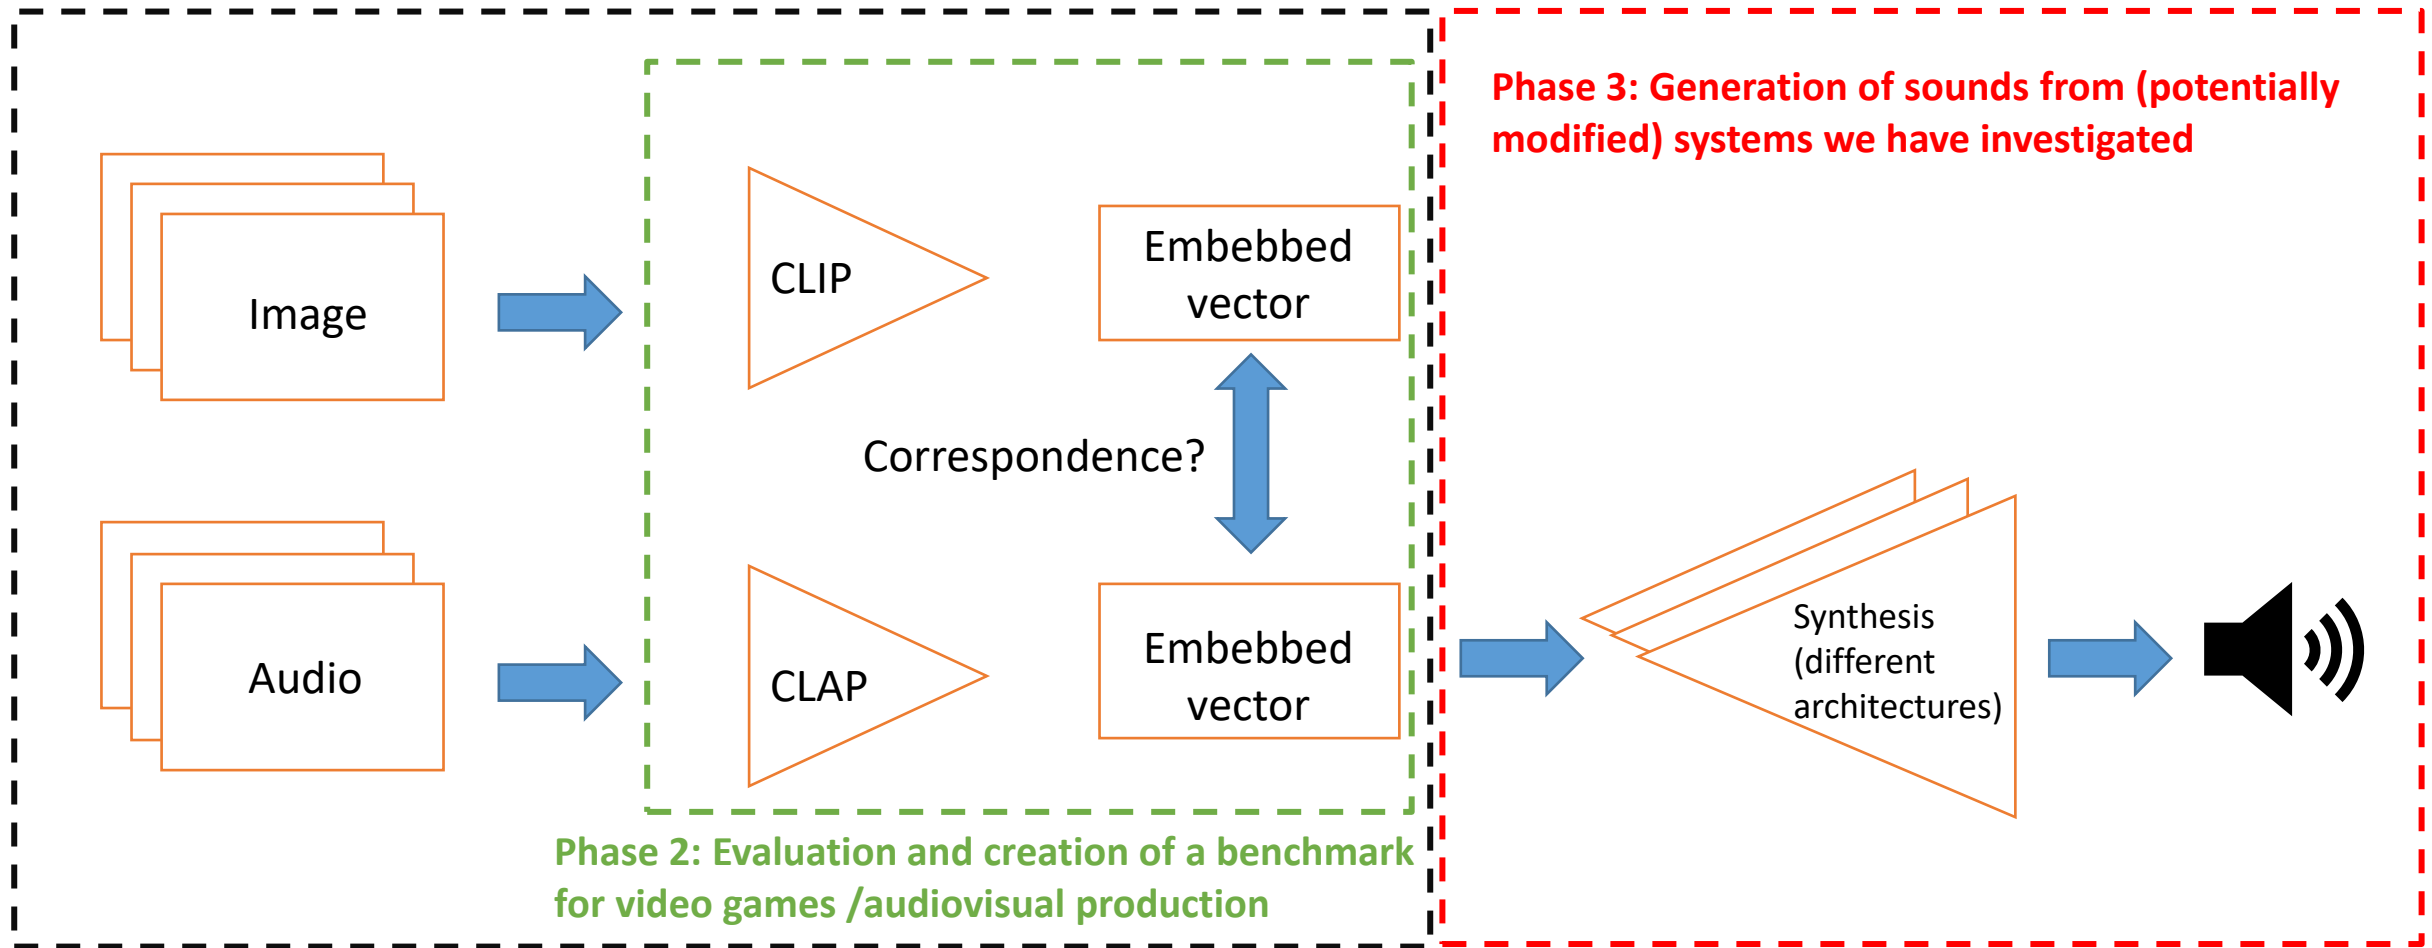 Phase 3: Generation of sounds from (potentially
modified) systems we have investigated
Image
CLIP
Embebbed
vector
Correspondence?
Audio
CLAP
Embebbed
vector
Synthesis
(different
architectures)
Phase 2: Evaluation and creation of a benchmark
for video games /audiovisual production